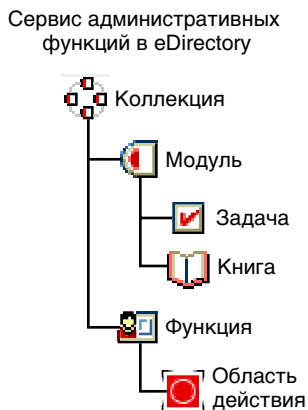 Сервис административных
функций в eDirectory
Коллекция
Модуль
Задача
Книга
Функция
Область
действия